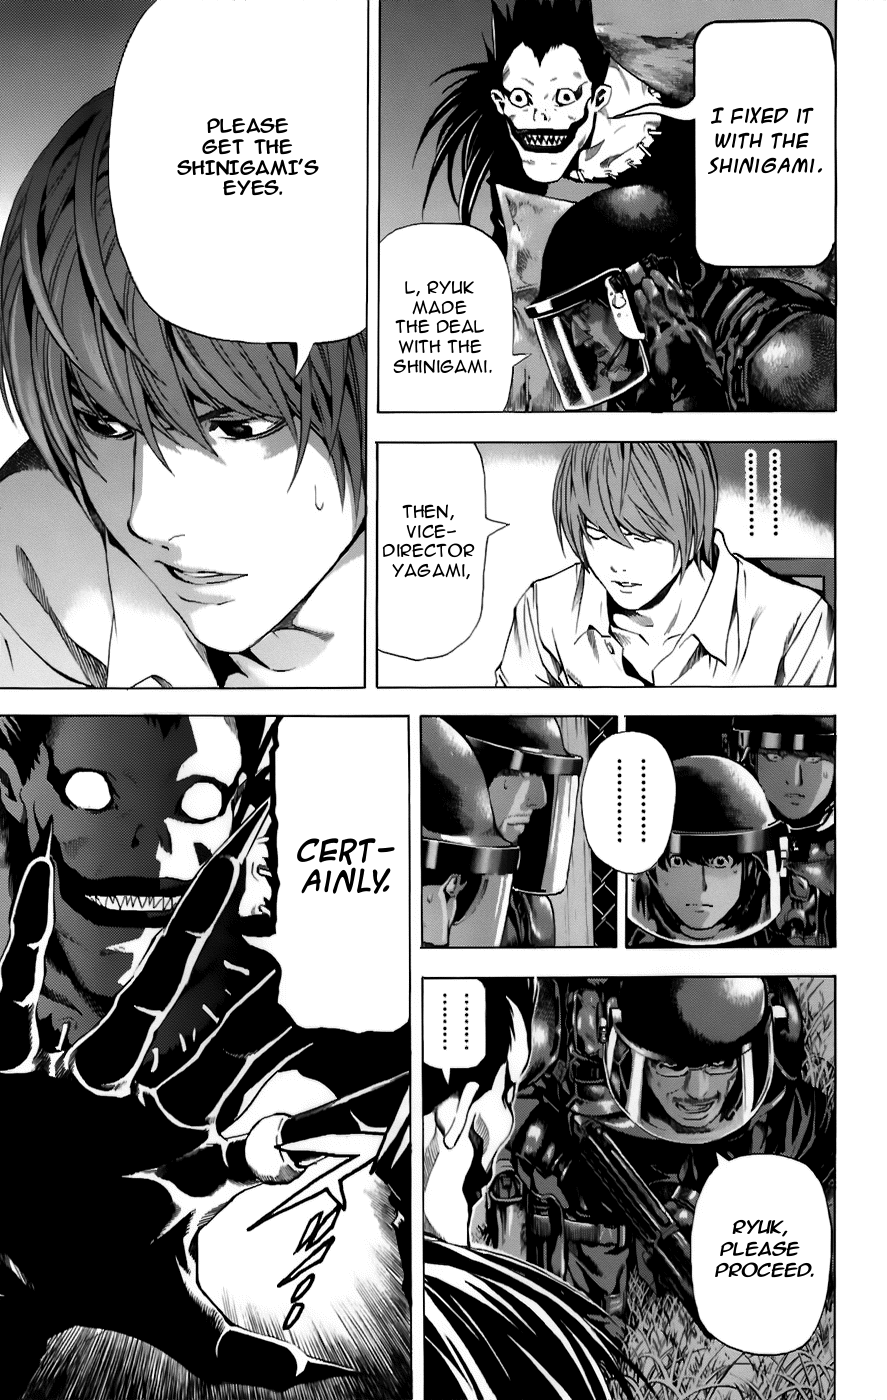 I FIXED IT
WITH THE
SHINIGAMI.
L, RYUK
MADE
THE DEAL
WITH THE
SHINIGAMI.
THEN,
VICE-
DIRECTOR
YAGAMI,
PLEASE
GET THE
SHINIGAMI'S
EYES.
RYUK,
PLEASE
PROCEED.
CERT-
AINLY.